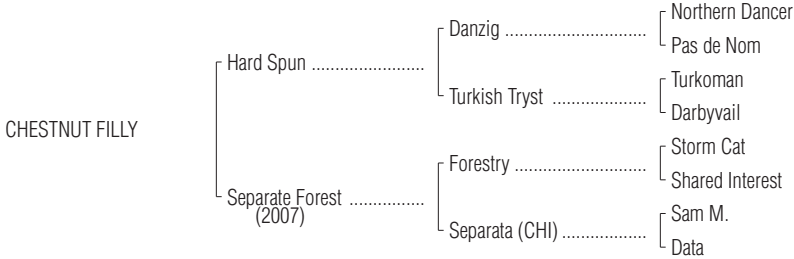 Northern Dancer
Danzig ..............................
Pas de Nom
Hard Spun ........................
Turkoman
Turkish Tryst ....................
Darbyvail
CHESTNUT FILLY
Storm Cat
Forestry ............................
Shared Interest
Separate Forest ................
(2007)
Sam M.
Separata (CHI) ..................
Data